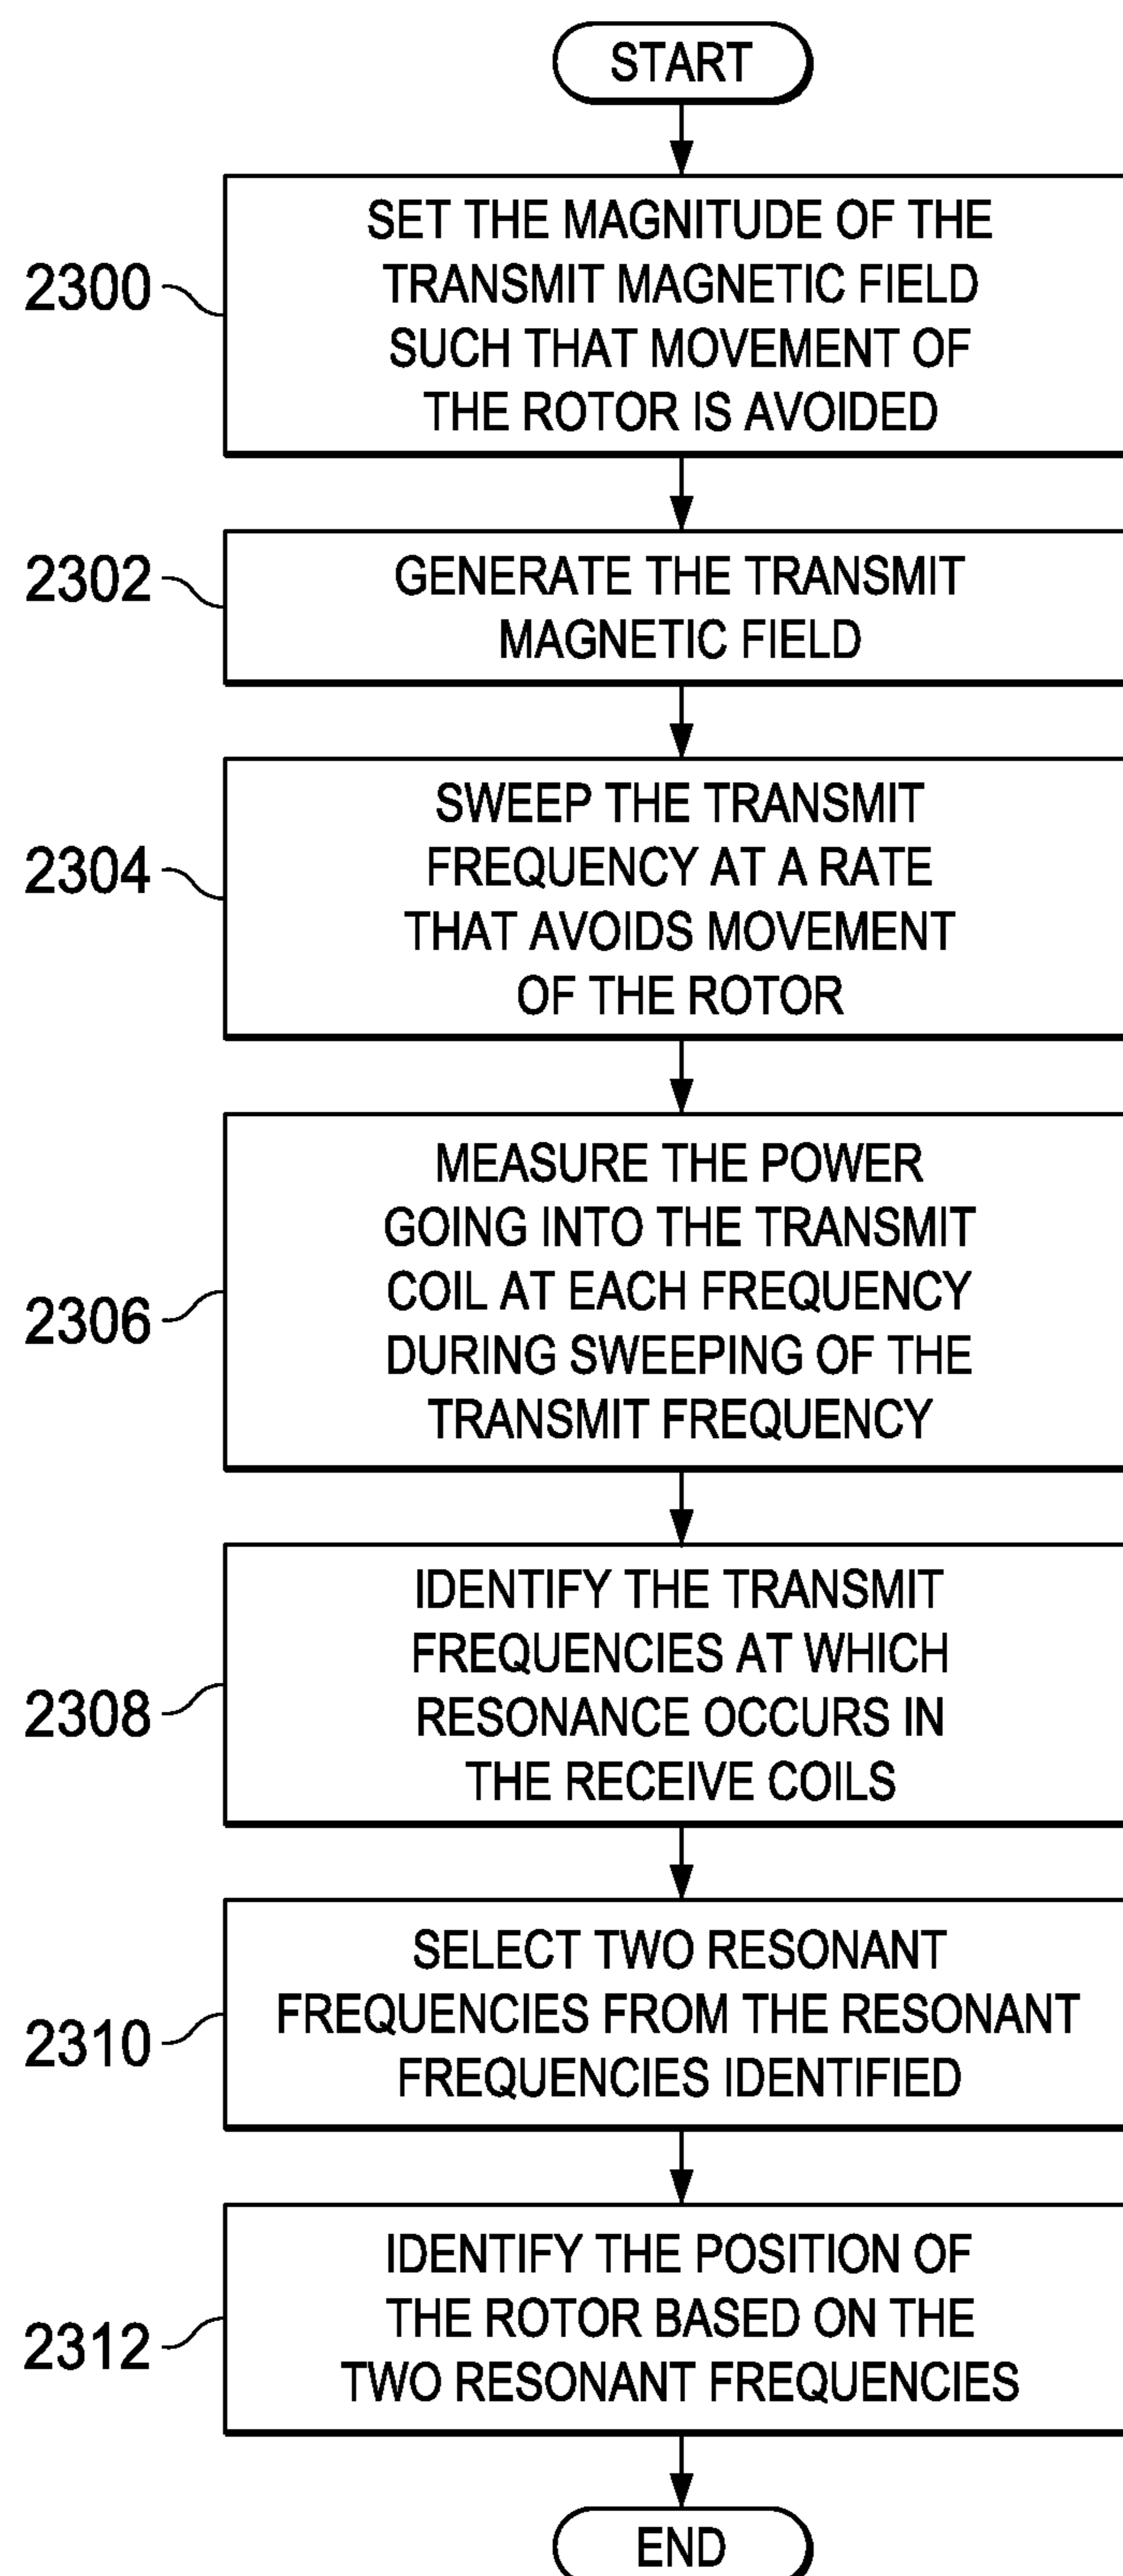 START
2300
SET THE MAGNITUDE OF THE
TRANSMIT MAGNETIC FIELD
SUCH THAT MOVEMENT OF
THE ROTOR IS AVOIDED
2302
GENERATE THE TRANSMIT
MAGNETIC FIELD
2304
SWEEP THE TRANSMIT
FREQUENCY AT A RATE
THAT AVOIDS MOVEMENT
OF THE ROTOR
2306
MEASURE THE POWER
GOING INTO THE TRANSMIT
COIL AT EACH FREQUENCY
DURING SWEEPING OF THE
TRANSMIT FREQUENCY
2308
IDENTIFY THE TRANSMIT
FREQUENCIES AT WHICH
RESONANCE OCCURS IN
THE RECEIVE COILS
2310
SELECT TWO RESONANT
FREQUENCIES FROM THE RESONANT
FREQUENCIES IDENTIFIED
2312
IDENTIFY THE POSITION OF
THE ROTOR BASED ON THE
TWO RESONANT FREQUENCIES
END